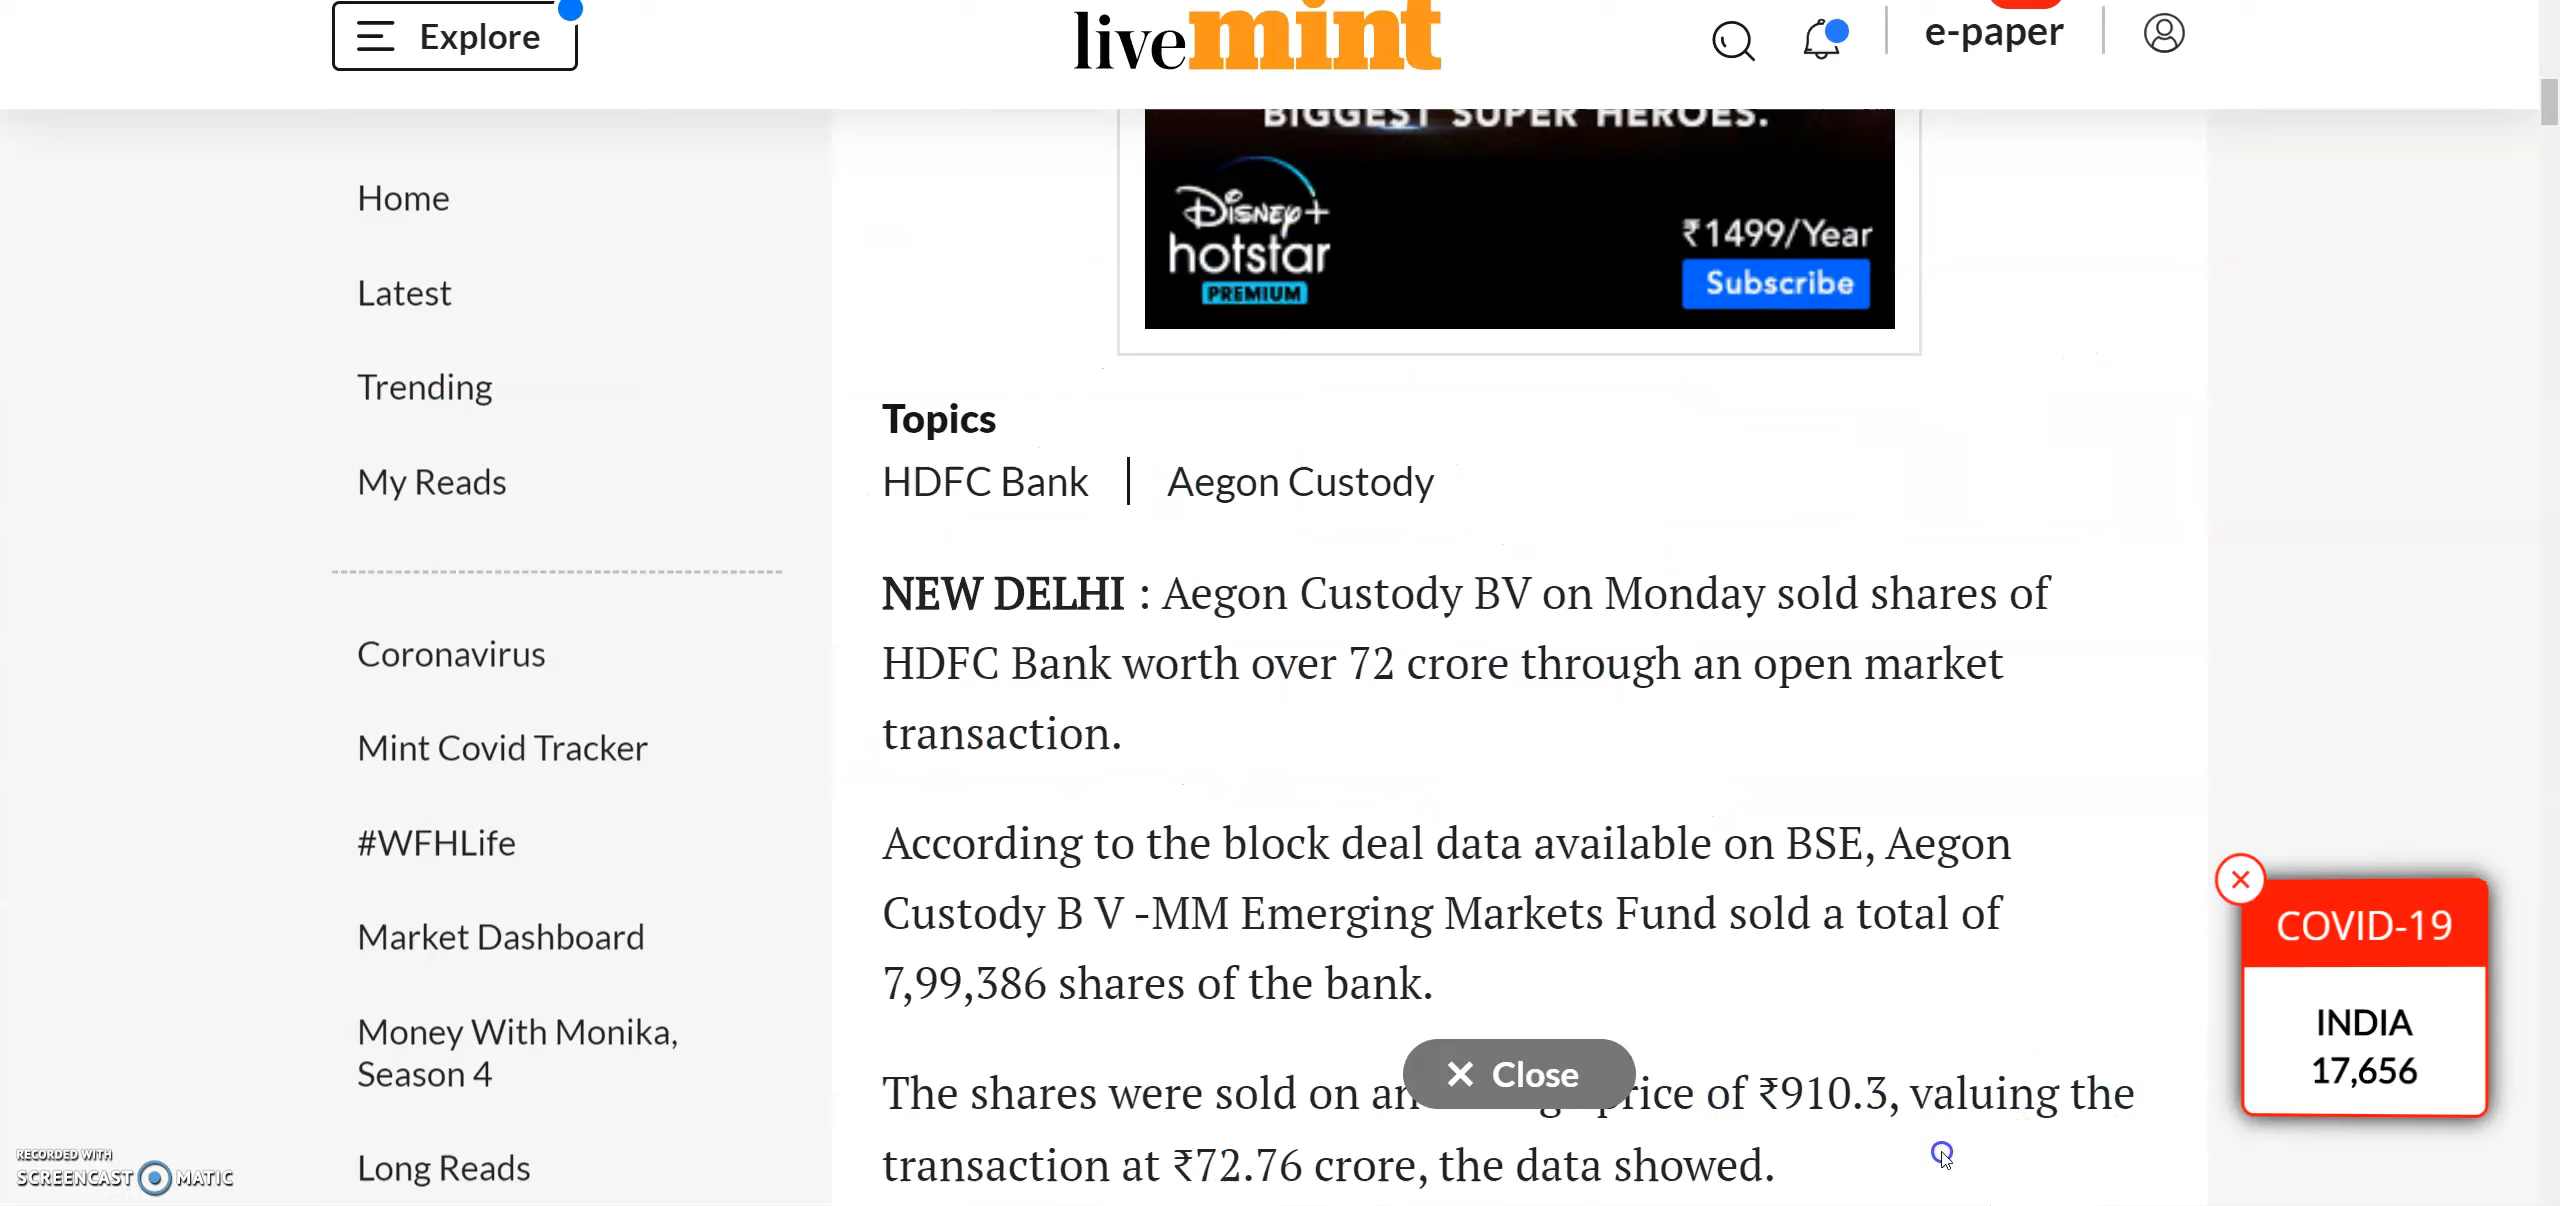 Explore
livemint
e-paper
BIGGEST SUPER HEROES.
Disney+
hotstar
PREMIUM
₹1499/Year
Subscribe
Home
Latest
Trending
My Reads
Coronavirus
Mint Covid Tracker
#WFHLife
Market Dashboard
Money With Monika,
Season 4
Long Reads
Topics
HDFC Bank | Aegon Custody
NEW DELHI : Aegon Custody BV on Monday sold shares of
HDFC Bank worth over 72 crore through an open market
transaction.
According to the block deal data available on BSE, Aegon
Custody B V -MM Emerging Markets Fund sold a total of
7,99,386 shares of the bank.
The shares were sold on an price of ₹910.3, valuing the
transaction at ₹72.76 crore, the data showed.
Close
COVID-19
INDIA
17,656
RECORDED WITH
SCREENCAST MATIC